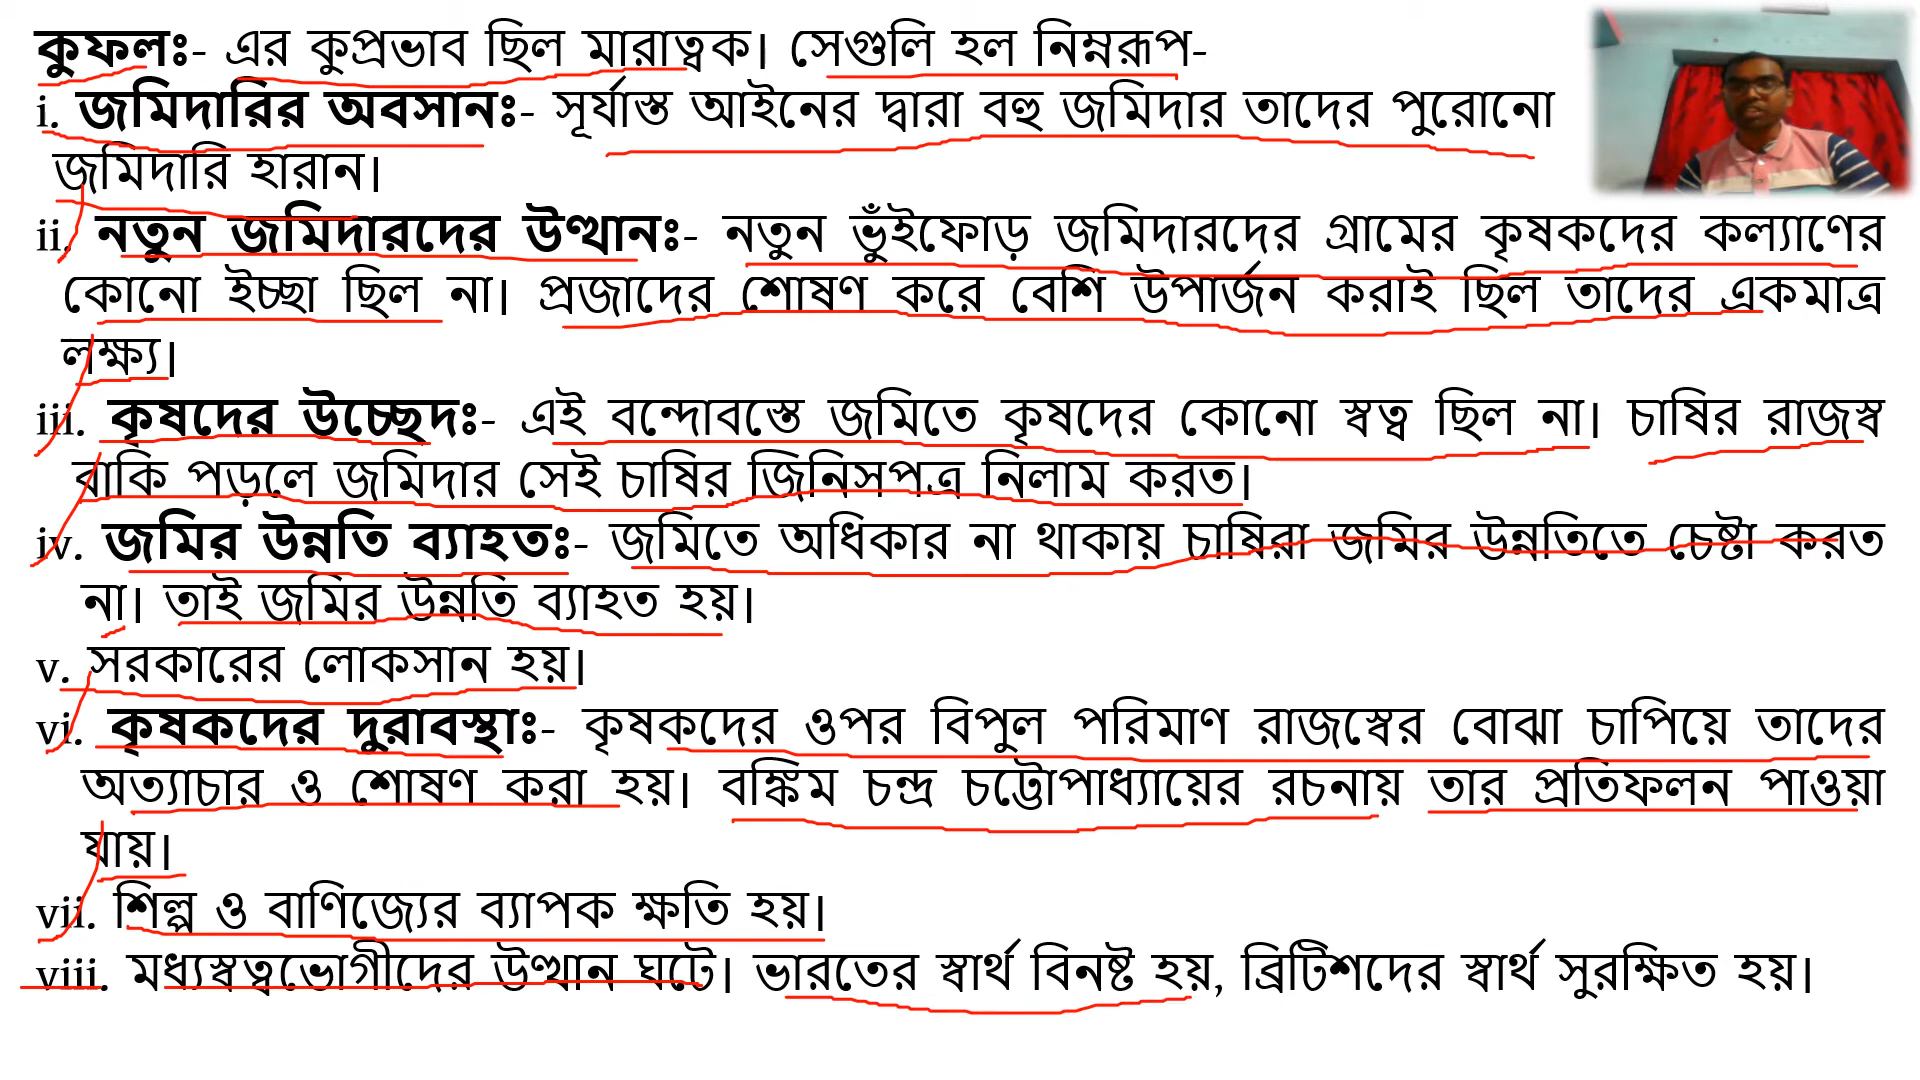 কুফলঃ- এর কুপ্রভাব ছিল মারাত্বক। সেগুলি হল নিম্নরূপ-
i. জমিদারির অবসানঃ- সূর্যাস্ত আইনের দ্বারা বহু জমিদার তাদের পুরোনো
জমিদারি হারান।
ii. নতুন জমিদারদের উত্থানঃ- নতুন ভুঁইফোড় জমিদারদের গ্রামের কৃষকদের কল্যাণের
কোনো ইচ্ছা ছিল না। প্রজাদের শোষণ করে বেশি উপার্জন করাই ছিল তাদের একমাত্র
লক্ষ্য।
iii. কৃষদের উচ্ছেদঃ- এই বন্দোবস্তে জমিতে কৃষদের কোনো স্বত্ব ছিল না। চাষির রাজস্ব
বাকি পড়লে জমিদার সেই চাষির জিনিসপত্র নিলাম করত।
iv. জমির উন্নতি ব্যাহতঃ- জমিতে অধিকার না থাকায় চাষিরা জমির উন্নতিতে চেষ্টা করত
না। তাই জমির উন্নতি ব্যাহত হয়।
v. সরকারের লোকসান হয়।
vi. কৃষকদের দুরাবস্থাঃ- কৃষকদের ওপর বিপুল পরিমাণ রাজস্বের বোঝা চাপিয়ে তাদের
অত্যাচার ও শোষণ করা হয়। বঙ্কিম চন্দ্র চট্টোপাধ্যায়ের রচনায় তার প্রতিফলন পাওয়া
যায়।
vii. শিল্প ও বাণিজ্যের ব্যাপক ক্ষতি হয়।
viii. মধ্যস্বত্বভোগীদের উত্থান ঘটে। ভারতের স্বার্থ বিনষ্ট হয়, ব্রিটিশদের স্বার্থ সুরক্ষিত হয়।